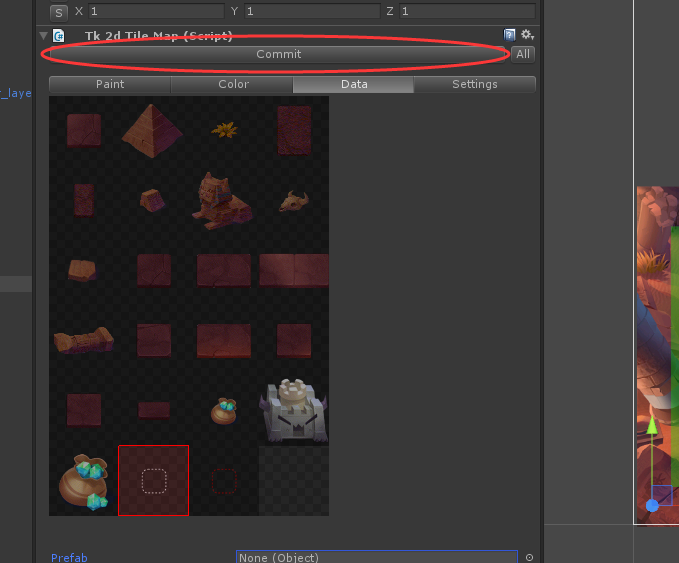 S X 1 Y 1 Z 1
Tk 2d Tile Map (Script)
Commit All
Paint Color Data Settings
Prefab None (Object)